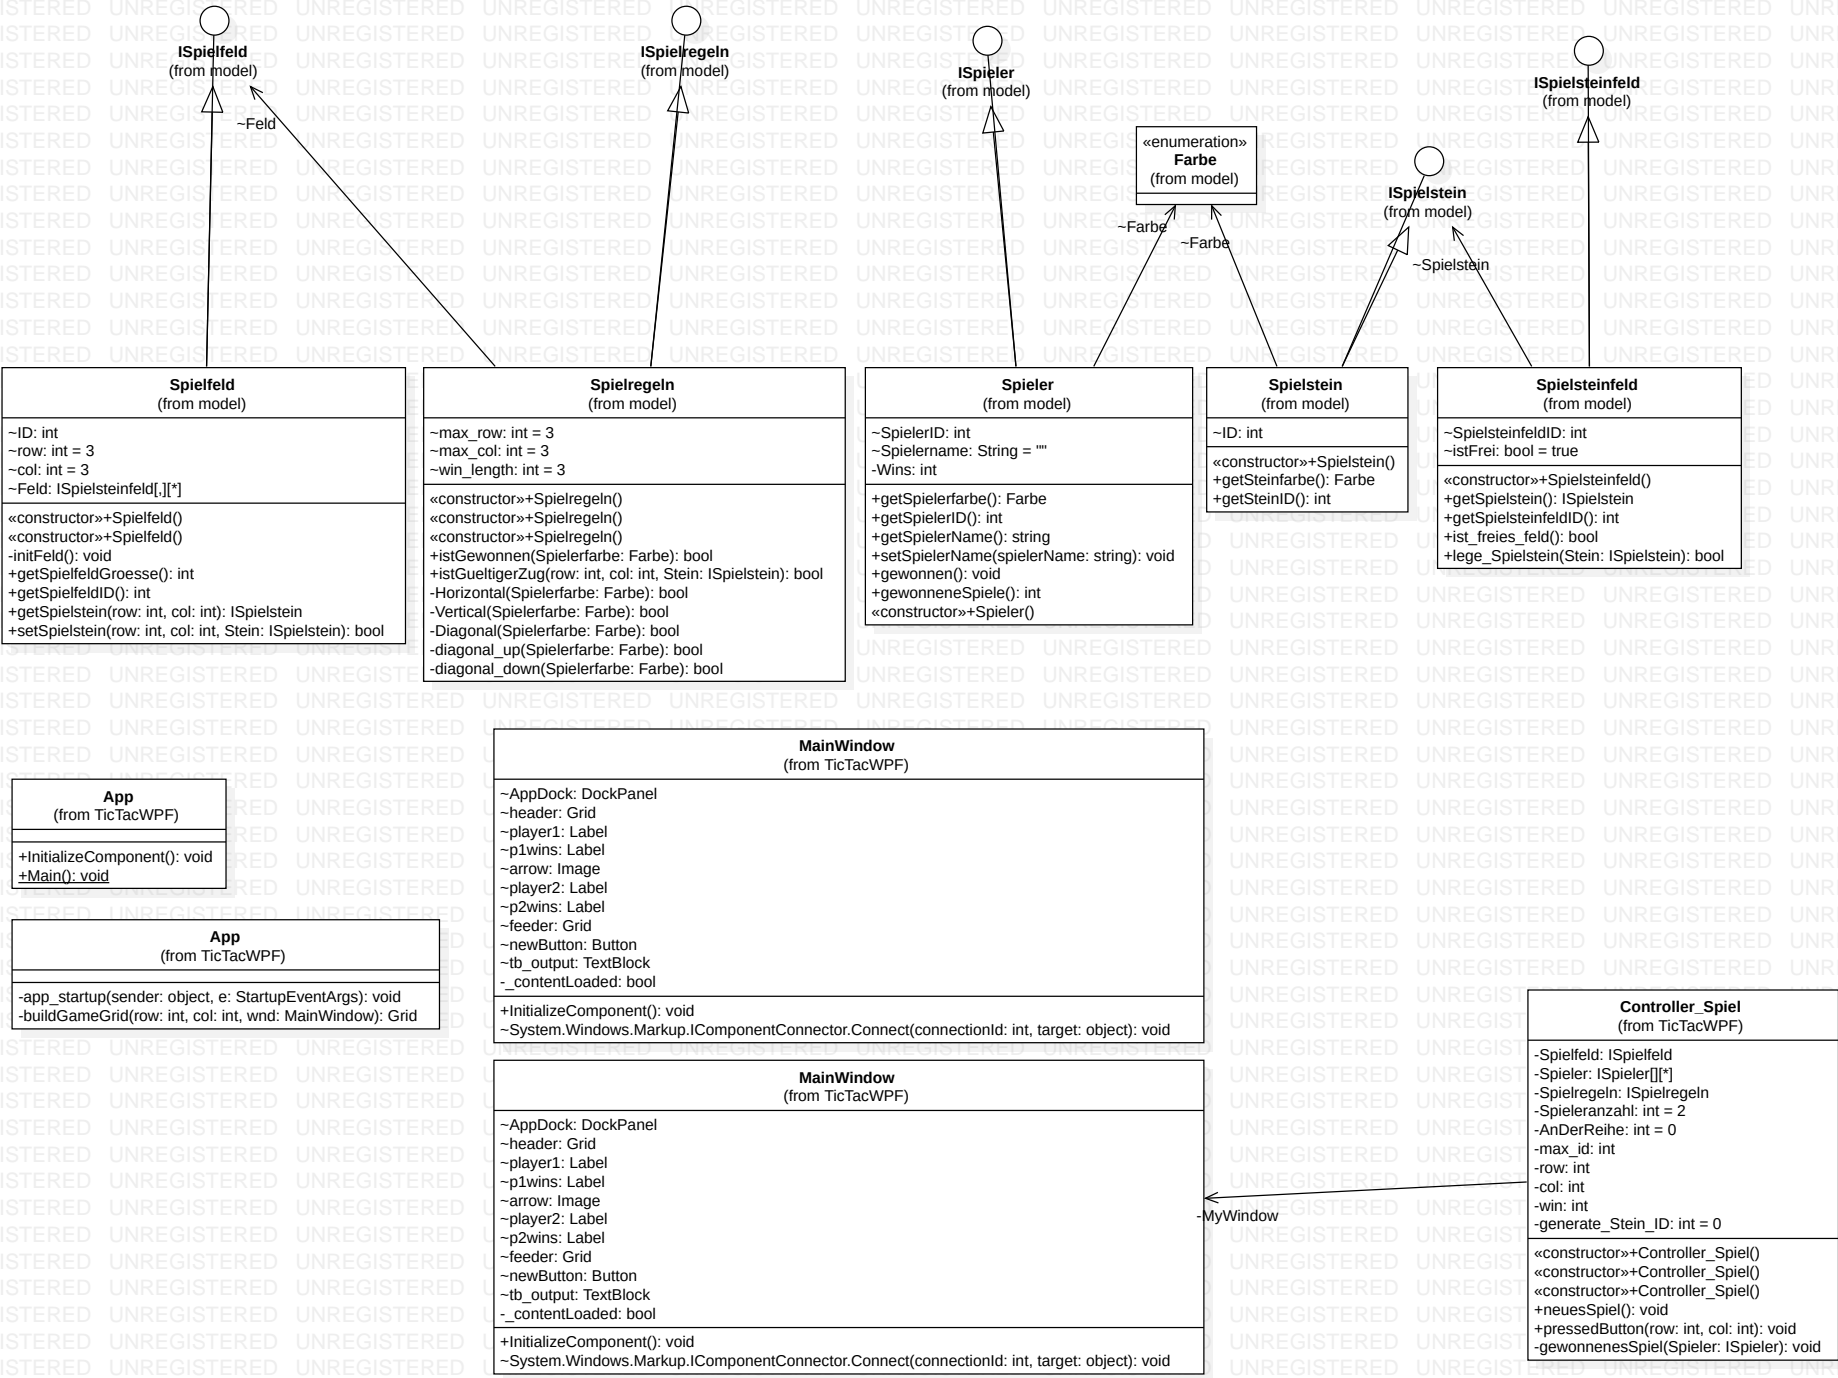 ISpielfeld
(from model)
ISpielregeln
(from model)
ISpieler
(from model)
ISpielsteinfeld
(from model)
~Feld
«enumeration»
Farbe
(from model)
ISpielstein
(from model)
~Farbe
~Farbe
~Spielstein
Spielfeld
(from model)
~ID: int
~row: int = 3
~col: int = 3
~Feld: ISpielsteinfeld[,][*]
«constructor»+Spielfeld()
«constructor»+Spielfeld()
-initFeld(): void
+getSpielfeldGroesse(): int
+getSpielfeldID(): int
+getSpielstein(row: int, col: int): ISpielstein
+setSpielstein(row: int, col: int, Stein: ISpielstein): bool
Spielregeln
(from model)
~max_row: int = 3
~max_col: int = 3
~win_length: int = 3
«constructor»+Spielregeln()
«constructor»+Spielregeln()
«constructor»+Spielregeln()
+istGewonnen(Spielerfarbe: Farbe): bool
+istGueltigerZug(row: int, col: int, Stein: ISpielstein): bool
-Horizontal(Spielerfarbe: Farbe): bool
-Vertical(Spielerfarbe: Farbe): bool
-Diagonal(Spielerfarbe: Farbe): bool
-diagonal_up(Spielerfarbe: Farbe): bool
-diagonal_down(Spielerfarbe: Farbe): bool
Spieler
(from model)
~SpielerID: int
~Spielername: String = ""
-Wins: int
+getSpielerfarbe(): Farbe
+getSpielerID(): int
+getSpielerName(): string
+setSpielerName(spielerName: string): void
+gewonnen(): void
+gewonneneSpiele(): int
«constructor»+Spieler()
Spielstein
(from model)
~ID: int
«constructor»+Spielstein()
+getSteinfarbe(): Farbe
+getSteinID(): int
Spielsteinfeld
(from model)
~SpielsteinfeldID: int
~istFrei: bool = true
«constructor»+Spielsteinfeld()
+getSpielstein(): ISpielstein
+getSpielsteinfeldID(): int
+ist_freies_feld(): bool
+lege_Spielstein(Stein: ISpielstein): bool
App
(from TicTacWPF)
+InitializeComponent(): void
+Main(): void
App
(from TicTacWPF)
-app_startup(sender: object, e: StartupEventArgs): void
-buildGameGrid(row: int, col: int, wnd: MainWindow): Grid
MainWindow
(from TicTacWPF)
~AppDock: DockPanel
~header: Grid
~player1: Label
~p1wins: Label
~arrow: Image
~player2: Label
~p2wins: Label
~feeder: Grid
~newButton: Button
~tb_output: TextBlock
-_contentLoaded: bool
+InitializeComponent(): void
~System.Windows.Markup.IComponentConnector.Connect(connectionId: int, target: object): void
MainWindow
(from TicTacWPF)
~AppDock: DockPanel
~header: Grid
~player1: Label
~p1wins: Label
~arrow: Image
~player2: Label
~p2wins: Label
~feeder: Grid
~newButton: Button
~tb_output: TextBlock
-_contentLoaded: bool
+InitializeComponent(): void
~System.Windows.Markup.IComponentConnector.Connect(connectionId: int, target: object): void
-MyWindow
Controller_Spiel
(from TicTacWPF)
-Spielfeld: ISpielfeld
-Spieler: ISpieler[][*]
-Spielregeln: ISpielregeln
-Spieleranzahl: int = 2
-AnDerReihe: int = 0
-max_id: int
-row: int
-col: int
-win: int
-generate_Stein_ID: int = 0
«constructor»+Controller_Spiel()
«constructor»+Controller_Spiel()
«constructor»+Controller_Spiel()
+neuesSpiel(): void
+pressedButton(row: int, col: int): void
-gewonnenesSpiel(Spieler: ISpieler): void